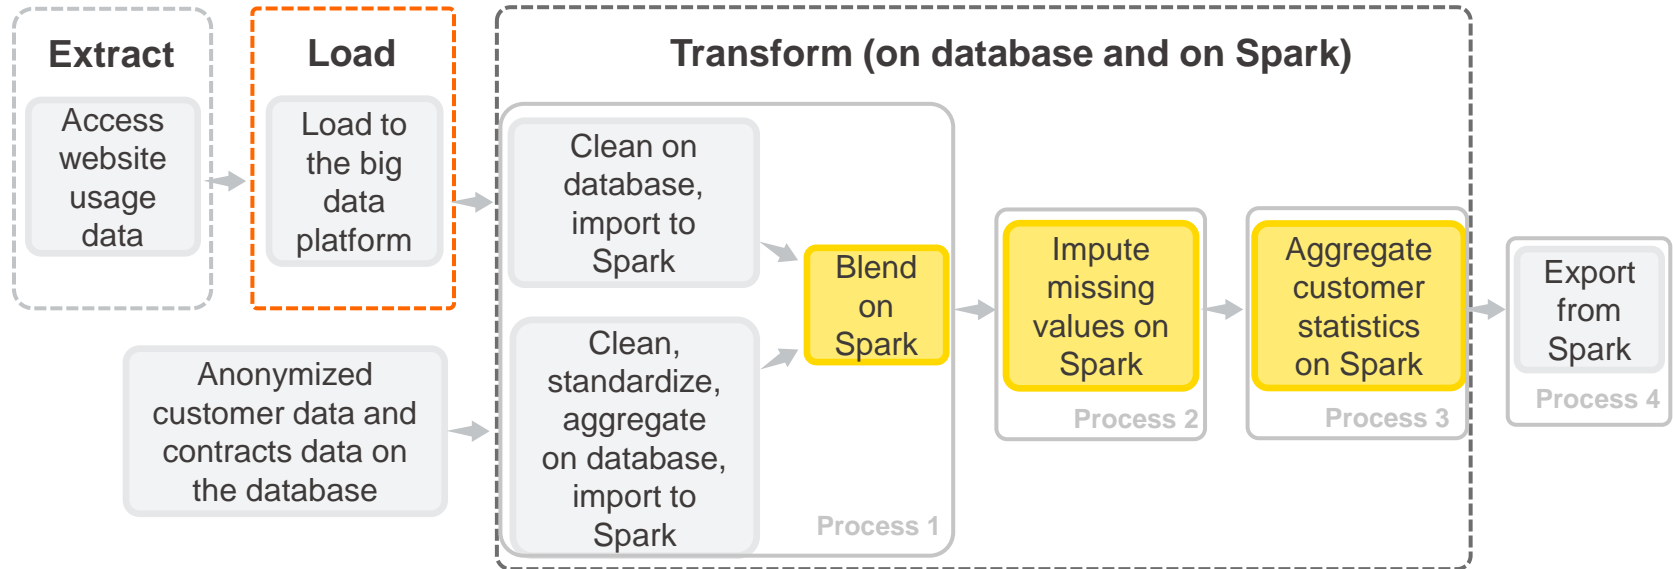 Extract
Access
website
usage
data
Load
Load to
the big
data
platform
Anonymized
customer data and
contracts data on
the database
Transform (on database and on Spark)
Clean on
database,
import to
Spark
Clean,
standardize,
aggregate
on database,
import to
Spark
Blend
on
Spark
Process 1
Impute
missing
values on
Spark
Process 2
Aggregate
customer
statistics
on Spark
Process 3
Export
from
Spark
Process 4